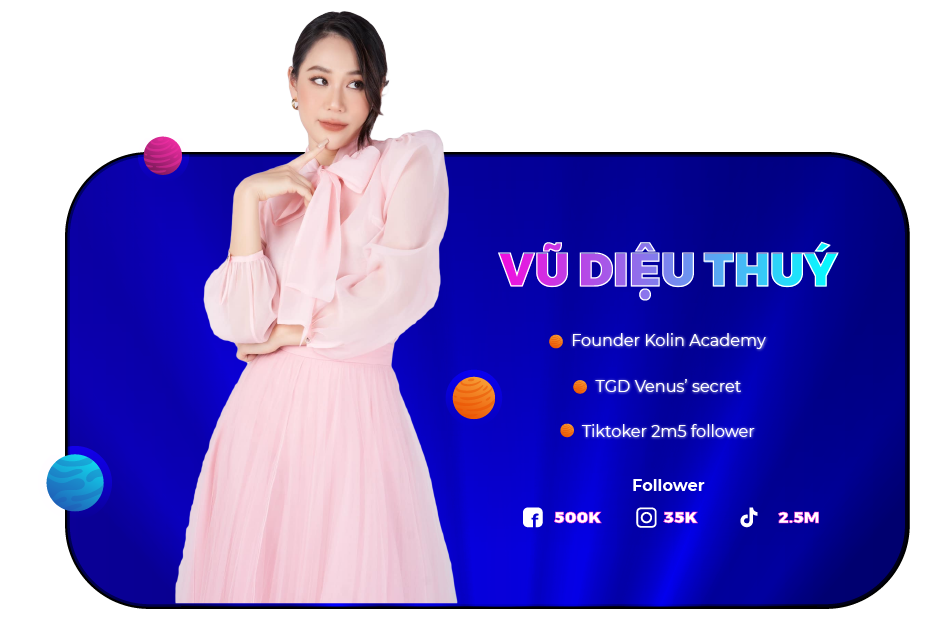 VŨ DIỆU THUÝ
Founder Kolin Academy
TGD Venus’ secret
Tiktoker 2m5 follower
Follower
500K 35K 2.5M